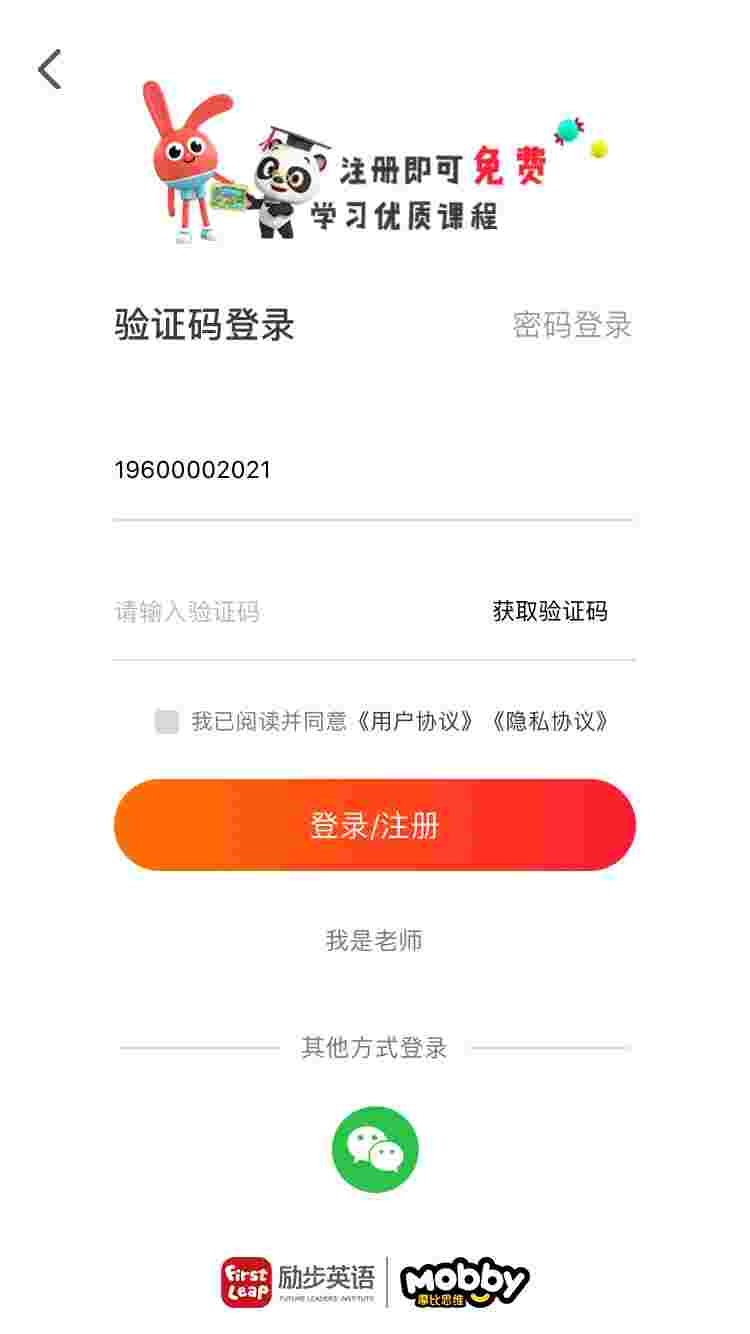 注册即可免费
学习优质课程
验证码登录
密码登录
19600002021
请输入验证码
获取验证码
我已阅读并同意《用户协议》《隐私协议》
登录/注册
我是老师
其他方式登录
First Leap
励步英语
FUTURE LEADERS' INSTITUTE
Mobby
摩比思维